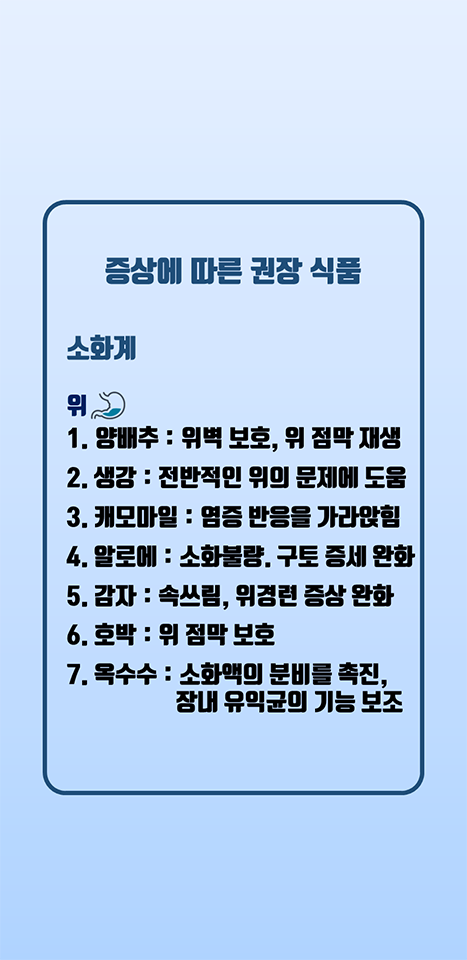 증상에 따른 권장 식품
소화계
위
1. 양배추 : 위벽 보호, 위 점막 재생
2. 생강 : 전반적인 위의 문제에 도움
3. 캐모마일 : 염증 반응을 가라앉힘
4. 알로에 : 소화불량. 구토 증세 완화
5. 감자 : 속쓰림, 위경련 증상 완화
6. 호박 : 위 점막 보호
7. 옥수수 : 소화액의 분비를 촉진,
장내 유익균의 기능 보조